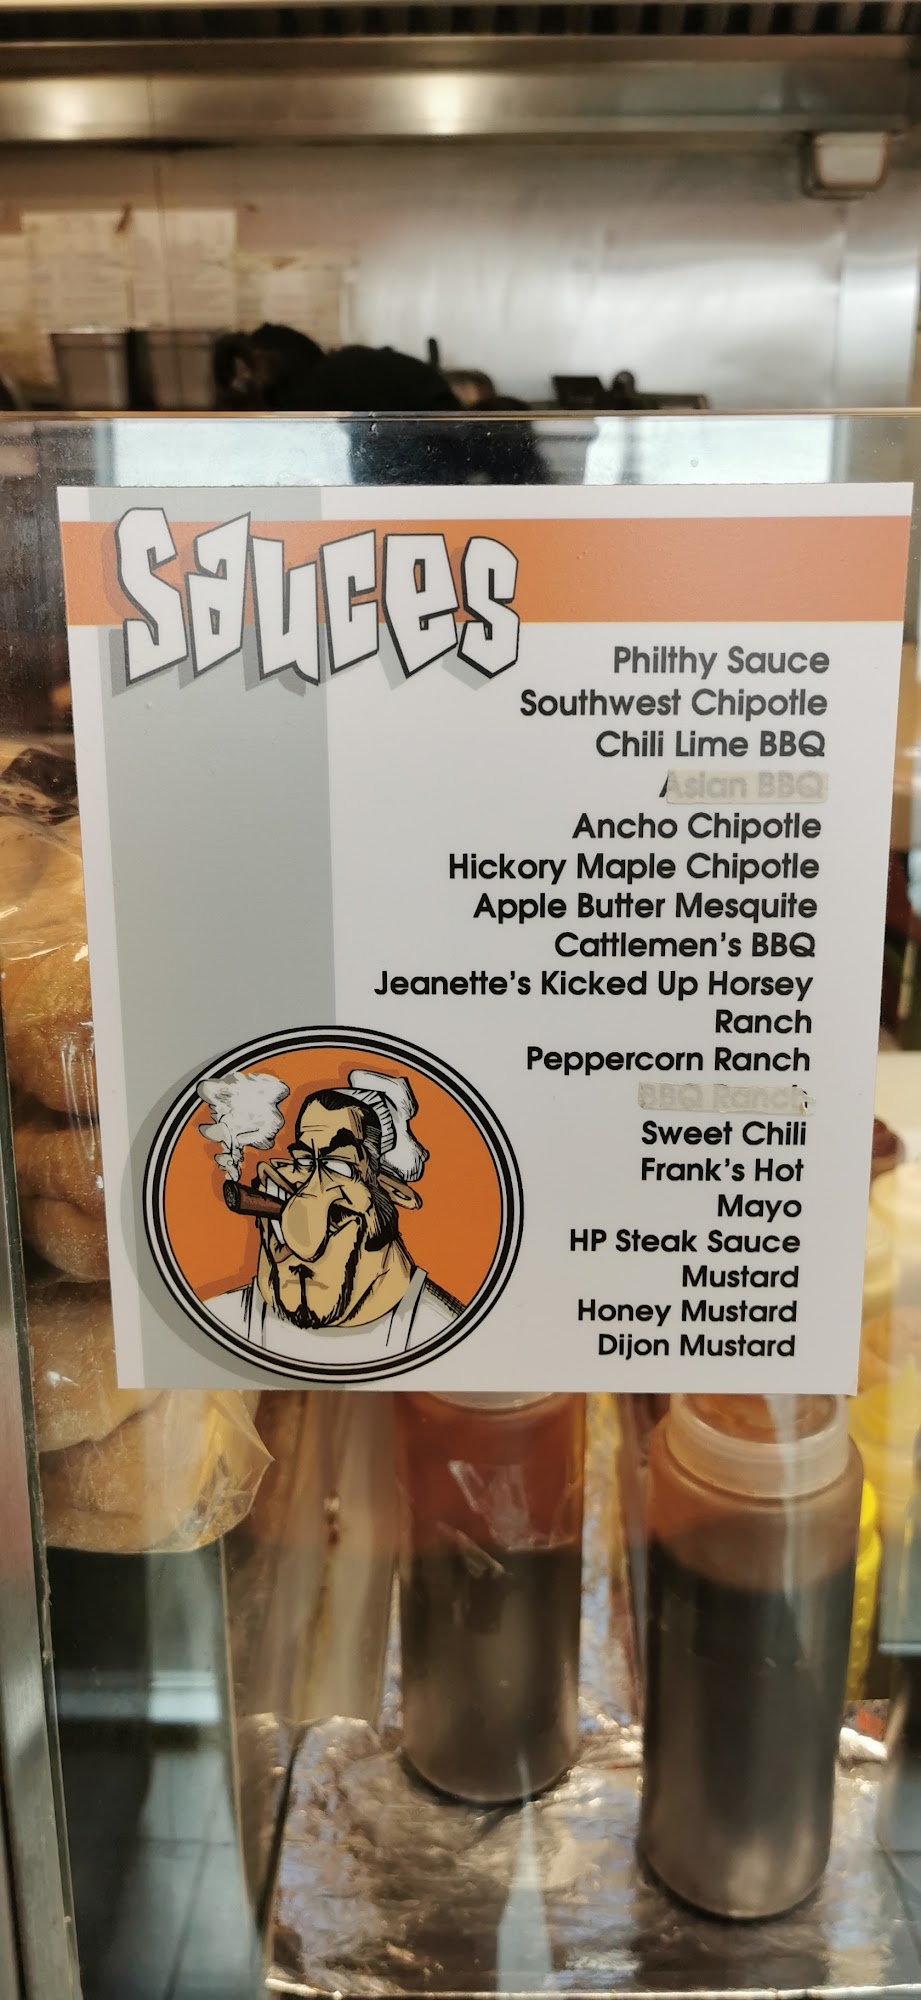 Sauces
Philthy Sauce
Southwest Chipotle
Chili Lime BBQ
Asian BBQ
Ancho Chipotle
Hickory Maple Chipotle
Apple Butter Mesquite
Cattlemen's BBQ
Jeanette's Kicked Up Horsey
Ranch
Peppercorn Ranch
BBQ Ranch
Sweet Chili
Frank's Hot
Mayo
HP Steak Sauce
Mustard
Honey Mustard
Dijon Mustard